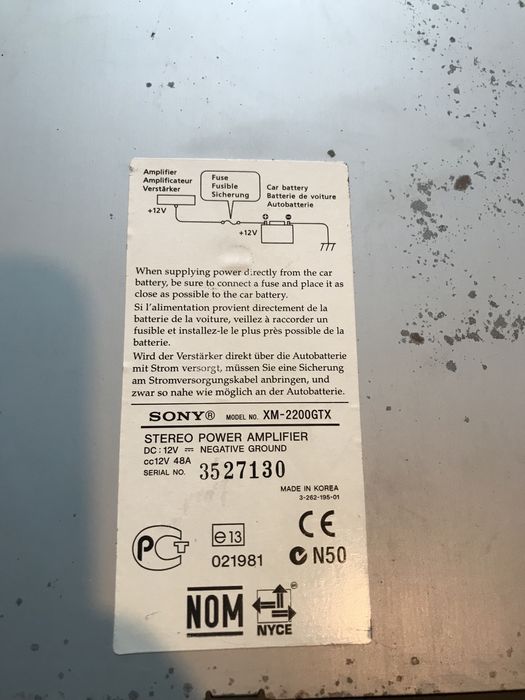 Amplifier
Amplificateur
Verstärker
Fuse
Fusible
Sicherung
Car battery
Batterie de voiture
Autobatterie
+12V
+12V
When supplying power directly from the car
battery, be sure to connect a fuse and place it as
close as possible to the car battery.
Si l'alimentation provient directement de la
batterie de la voiture, veillez à raccorder un
fusible et installez-le le plus près possible de la
batterie.
Wird der Verstärker direkt über die Autobatterie
mit Strom versorgt, müssen Sie eine Sicherung
am Stromversorgungskabel anbringen, und
zwar so nahe wie möglich an der Autobatterie.
SONY® MODEL NO. XM-2200GTX
STEREO POWER AMPLIFIER
DC : 12V ⎓ NEGATIVE GROUND
cc12V 48A
SERIAL NO. 3527130
MADE IN KOREA
3-262-195-01
PCT
e13
021981
CE
N50
NOM
NYCE